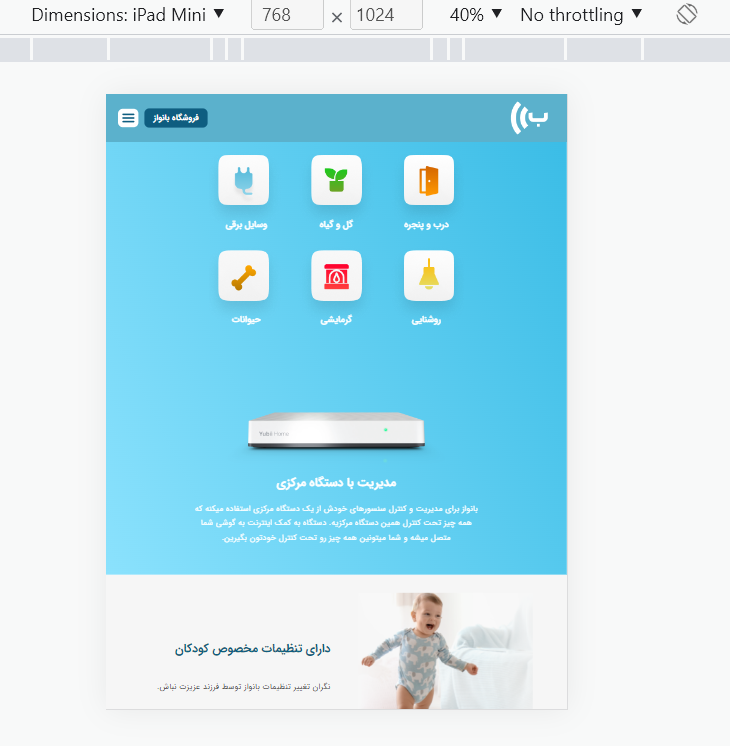 Dimensions: iPad Mini ▼ 768 × 1024 40% ▼ No throttling ▼
ب
فروشگاه بانواز
درب و پنجره
گل و گیاه
وسایل برقی
روشنایی
گرمایشی
حیوانات
Yubii Home
مدیریت با دستگاه مرکزی
بانواز برای مدیریت و کنترل سنسورهای خودش از یک دستگاه مرکزی استفاده میکنه که
همه چیز تحت کنترل همین دستگاه مرکزیه. دستگاه به کمک اینترنت به گوشی شما
متصل میشه و شما میتونین همه چیز رو تحت کنترل خودتون بگیرین.
دارای تنظیمات مخصوص کودکان
نگران تغییر تنظیمات بانواز توسط فرزند عزیزت نباش.